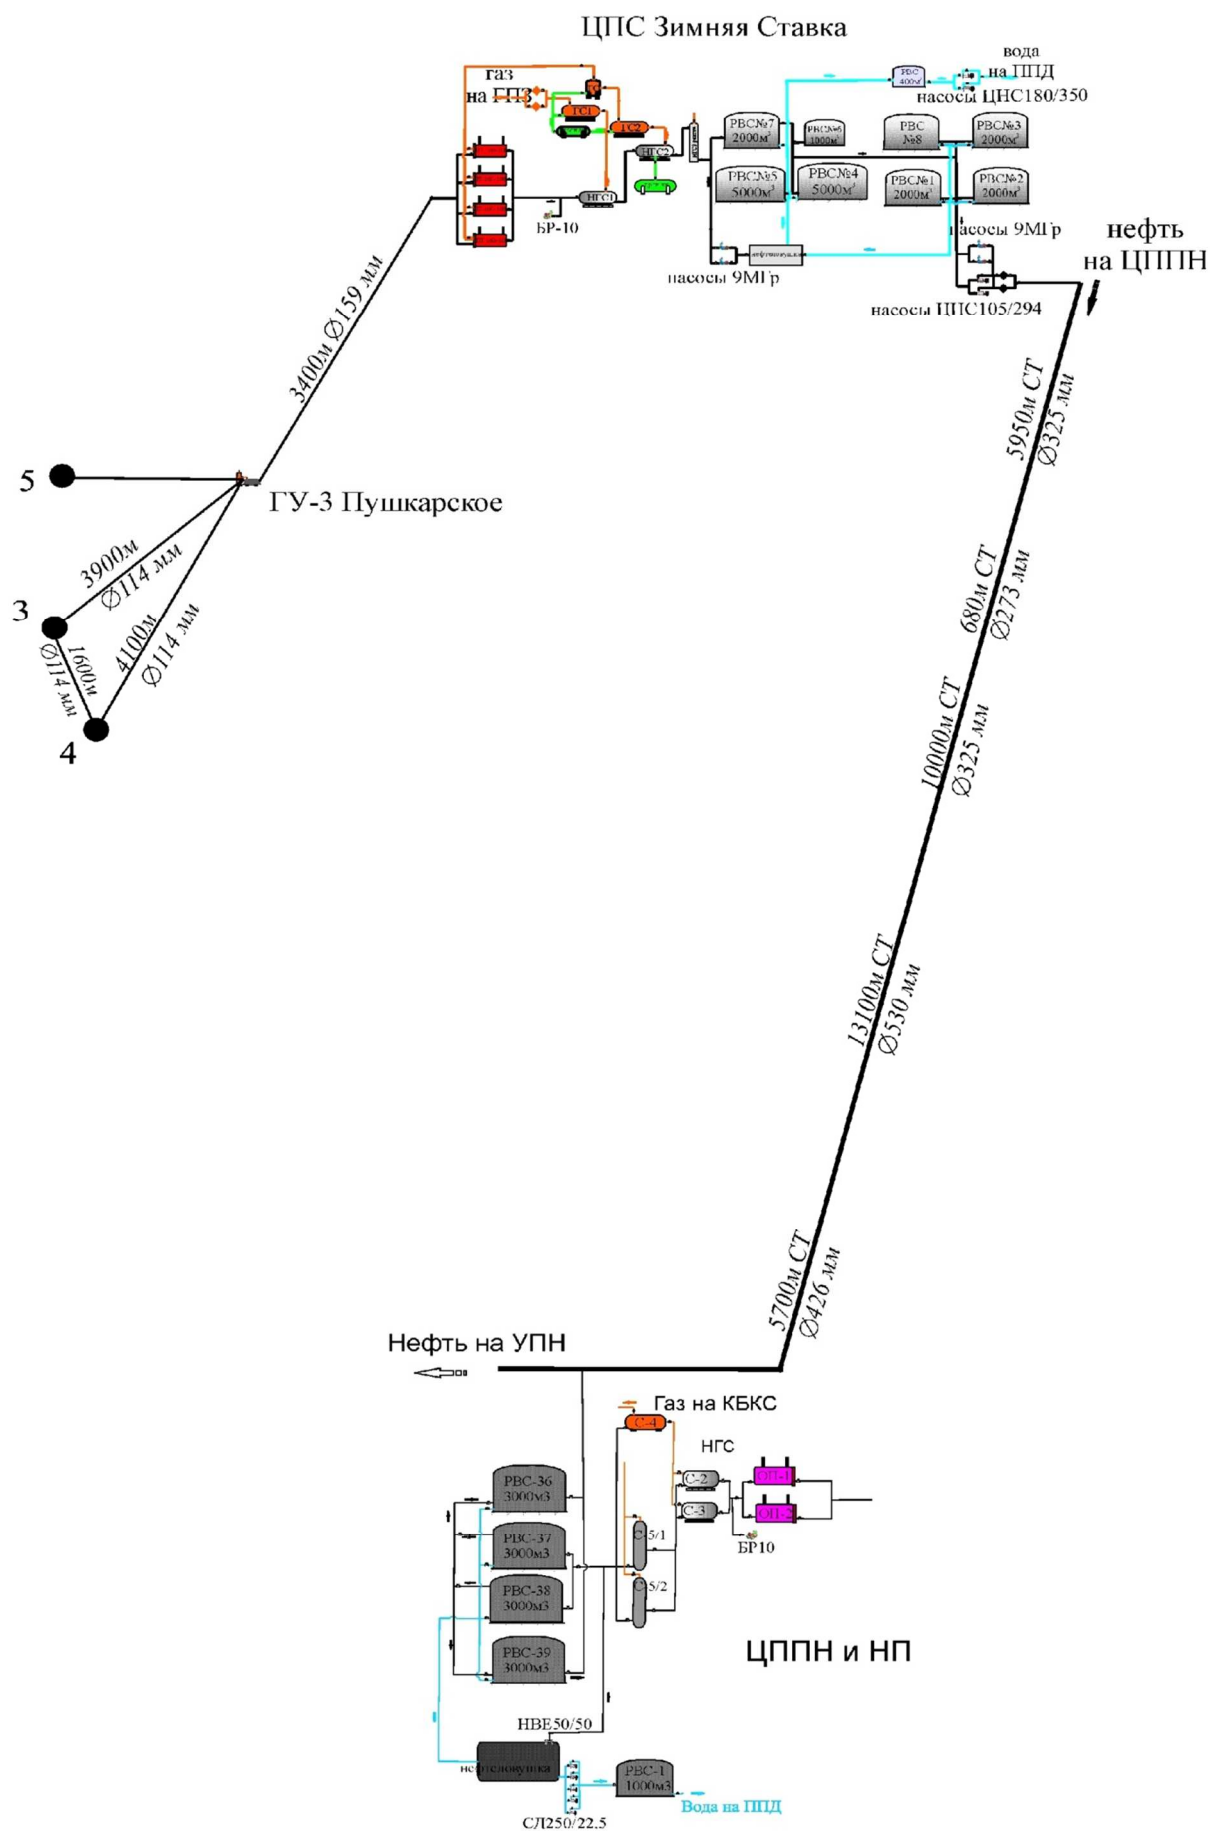 ЦПС Зимняя Ставка
газ
на ГПЗ
вода
на ППД
РВС
400м³
насосы ЦНС180/350
ГС1
ГС2
НГС2
НГС1
БР-10
РВС№7
2000м³
РВС№6
1000м³
РВС
№8
РВС№3
2000м³
РВС№5
5000м³
РВС№4
5000м³
РВС№1
2000м³
РВС№2
2000м³
нефтеловушка
насосы 9МГр
насосы 9МГр
насосы ЦНС105/294
нефть
на ЦППН
3400м Ø159 мм
5950м СТ
Ø325 мм
5
ГУ-3 Пушкарское
3900м
Ø114 мм
3
4100м
Ø114 мм
1600м
Ø114 мм
4
680м СТ
Ø273 мм
10000м СТ
Ø325 мм
13100м СТ
Ø530 мм
5700м СТ
Ø426 мм
Нефть на УПН
Газ на КБКС
С-4
НГС
С-2
С-3
ОП-1
ОП-2
БР10
С-5/1
С-5/2
РВС-36
3000м3
РВС-37
3000м3
РВС-38
3000м3
РВС-39
3000м3
ЦППН и НП
НВЕ50/50
нефтеловушка
РВС-1
1000м3
Вода на ППД
СЛ250/22.5